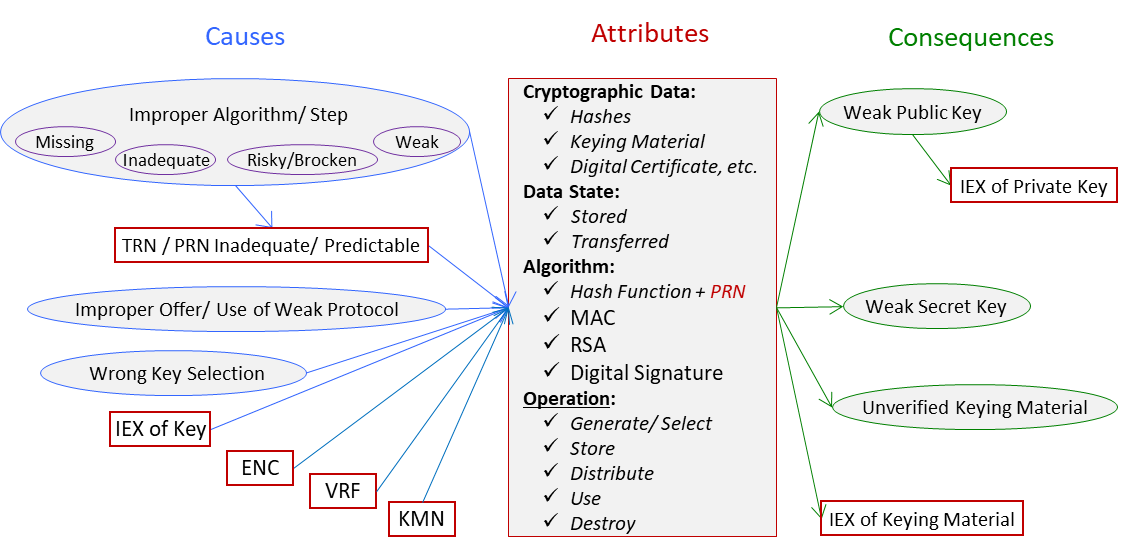 Causes
Attributes
Consequences
Improper Algorithm/ Step
Missing
Inadequate
Risky/Brocken
Weak
TRN / PRN Inadequate/ Predictable
Improper Offer/ Use of Weak Protocol
Wrong Key Selection
IEX of Key
ENC
VRF
KMN
Cryptographic Data:
✓ Hashes
✓ Keying Material
✓ Digital Certificate, etc.
Data State:
✓ Stored
✓ Transferred
Algorithm:
✓ Hash Function + PRN
✓ MAC
✓ RSA
✓ Digital Signature
Operation:
✓ Generate/ Select
✓ Store
✓ Distribute
✓ Use
✓ Destroy
Weak Public Key
IEX of Private Key
Weak Secret Key
Unverified Keying Material
IEX of Keying Material